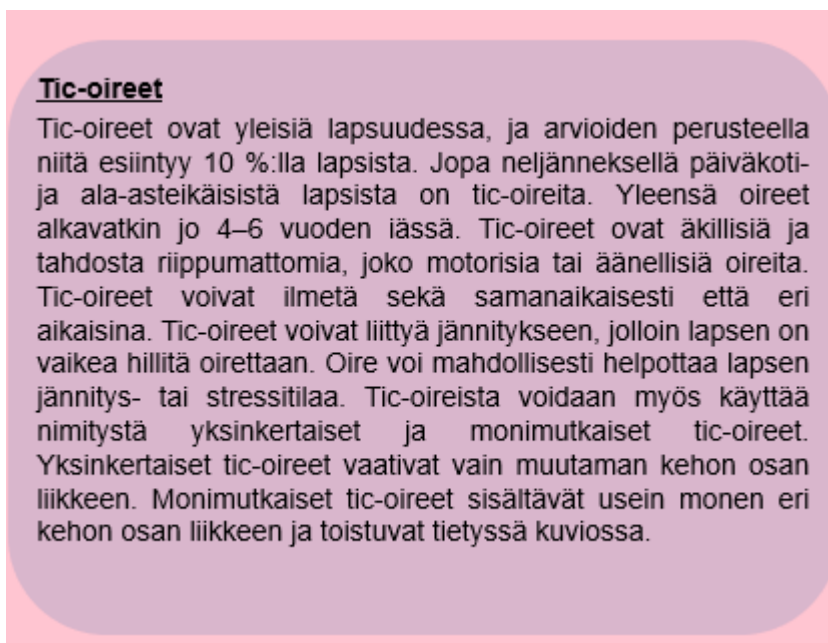 Tic-oireet
Tic-oireet ovat yleisiä lapsuudessa, ja arvioiden perusteella
niitä esiintyy 10 %:lla lapsista. Jopa neljänneksellä päiväkoti-
ja ala-asteikäisistä lapsista on tic-oireita. Yleensä oireet
alkavatkin jo 4–6 vuoden iässä. Tic-oireet ovat äkillisiä ja
tahdosta riippumattomia, joko motorisia tai äänellisiä oireita.
Tic-oireet voivat ilmetä sekä samanaikaisesti että eri
aikaisina. Tic-oireet voivat liittyä jännitykseen, jolloin lapsen on
vaikea hillitä oirettaan. Oire voi mahdollisesti helpottaa lapsen
jännitys- tai stressitilaa. Tic-oireista voidaan myös käyttää
nimitystä yksinkertaiset ja monimutkaiset tic-oireet.
Yksinkertaiset tic-oireet vaativat vain muutaman kehon osan
liikkeen. Monimutkaiset tic-oireet sisältävät usein monen eri
kehon osan liikkeen ja toistuvat tietyssä kuviossa.